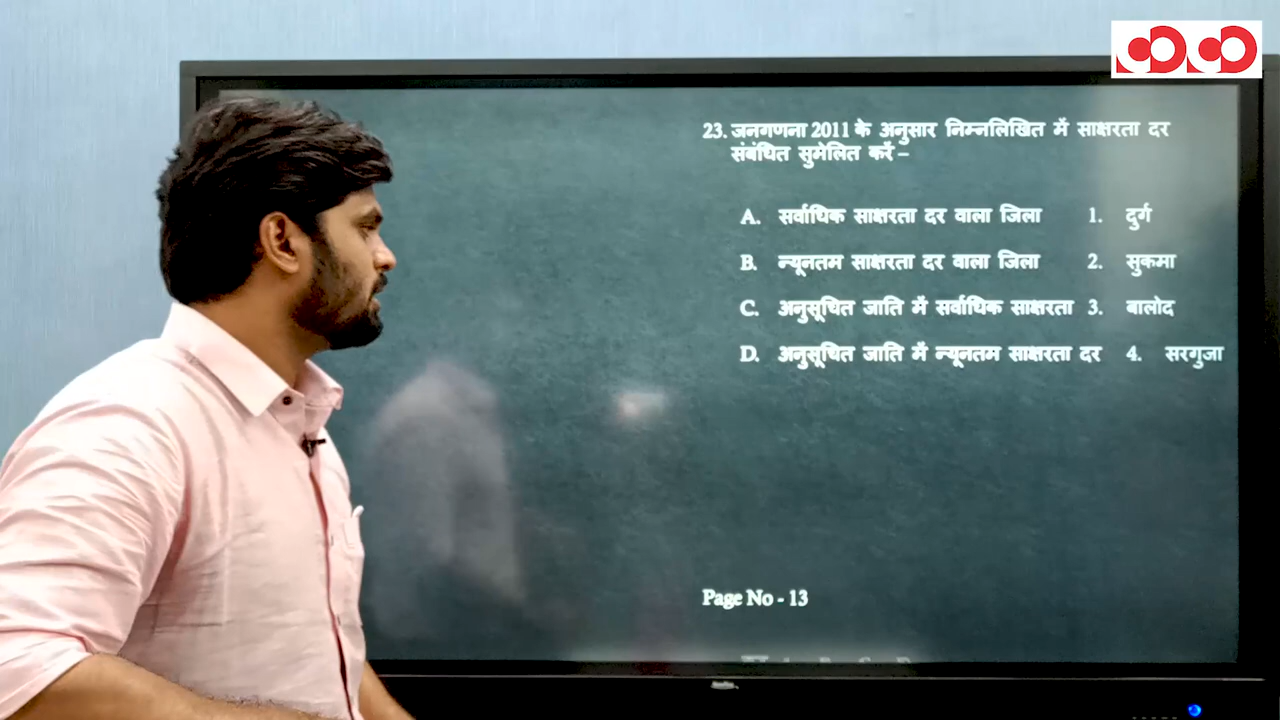 23. जनगणना 2011 के अनुसार निम्नलिखित में साक्षरता दर
संबंधित सुमेलित करें –
A. सर्वाधिक साक्षरता दर वाला जिला 1. दुर्ग
B. न्यूनतम साक्षरता दर वाला जिला 2. सुकमा
C. अनुसूचित जाति में सर्वाधिक साक्षरता 3. बालोद
D. अनुसूचित जाति में न्यूनतम साक्षरता दर 4. सरगुजा
Page No - 13